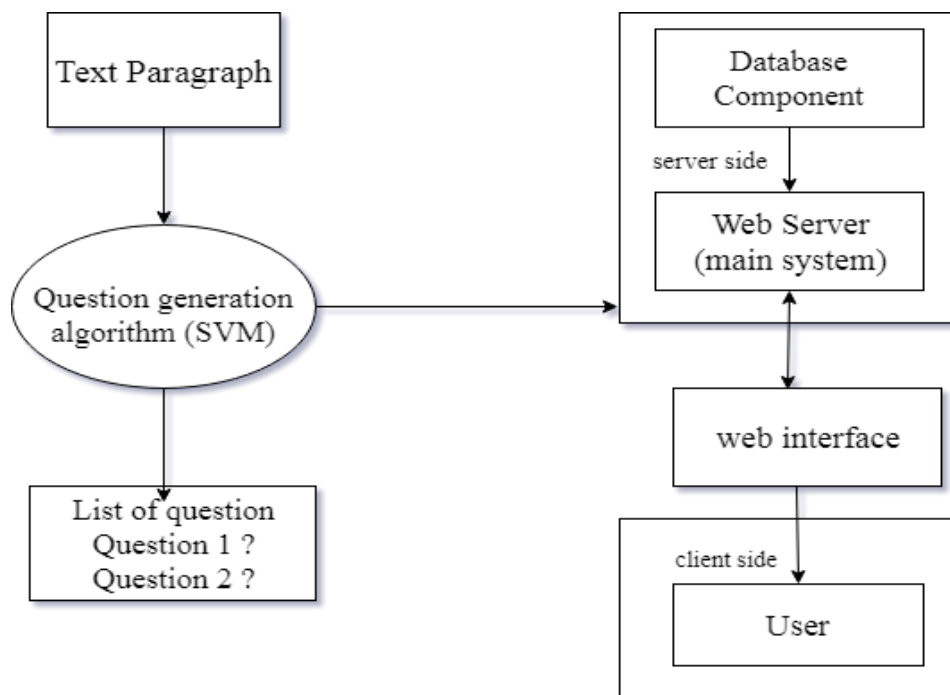 Text Paragraph
Question generation
algorithm (SVM)
List of question
Question 1 ?
Question 2 ?
Database
Component
server side
Web Server
(main system)
web interface
client side
User